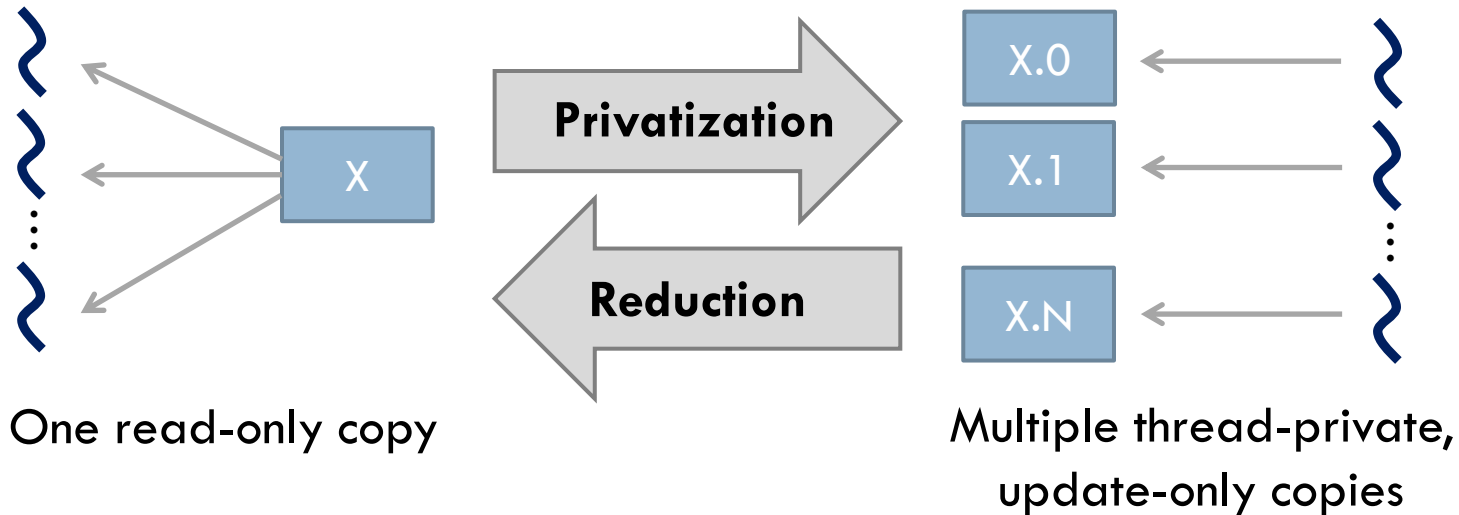 X
Privatization
Reduction
X.0
X.1
X.N
One read-only copy
Multiple thread-private,
update-only copies